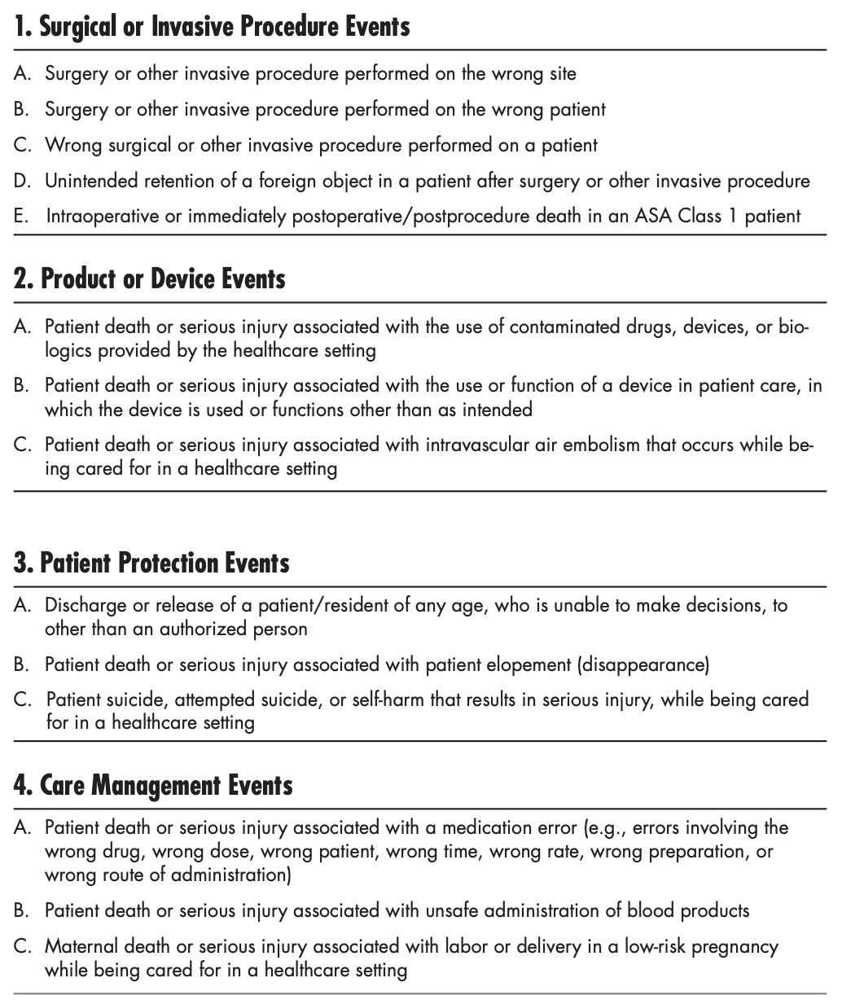 1. Surgical or Invasive Procedure Events
A. Surgery or other invasive procedure performed on the wrong site
B. Surgery or other invasive procedure performed on the wrong patient
C. Wrong surgical or other invasive procedure performed on a patient
D. Unintended retention of a foreign object in a patient after surgery or other invasive procedure
E. Intraoperative or immediately postoperative/postprocedure death in an ASA Class 1 patient
2. Product or Device Events
A. Patient death or serious injury associated with the use of contaminated drugs, devices, or bio-
logics provided by the healthcare setting
B. Patient death or serious injury associated with the use or function of a device in patient care, in
which the device is used or functions other than as intended
C. Patient death or serious injury associated with intravascular air embolism that occurs while be-
ing cared for in a healthcare setting
3. Patient Protection Events
A. Discharge or release of a patient/resident of any age, who is unable to make decisions, to
other than an authorized person
B. Patient death or serious injury associated with patient elopement (disappearance)
C. Patient suicide, attempted suicide, or self-harm that results in serious injury, while being cared
for in a healthcare setting
4. Care Management Events
A. Patient death or serious injury associated with a medication error (e.g., errors involving the
wrong drug, wrong dose, wrong patient, wrong time, wrong rate, wrong preparation, or
wrong route of administration)
B. Patient death or serious injury associated with unsafe administration of blood products
C. Maternal death or serious injury associated with labor or delivery in a low-risk pregnancy
while being cared for in a healthcare setting